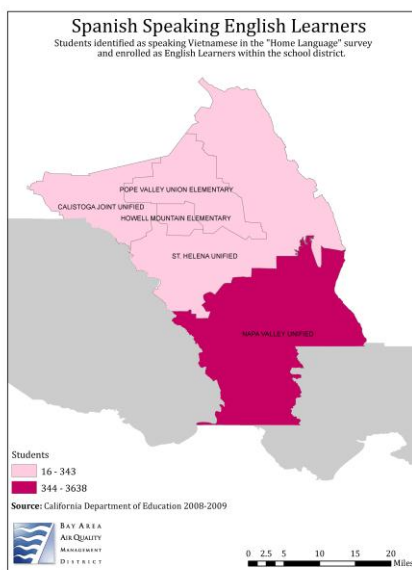 Spanish Speaking English Learners
Students identified as speaking Vietnamese in the "Home Language" survey
and enrolled as English Learners within the school district.
POPE VALLEY UNION ELEMENTARY
CALISTOGA JOINT UNIFIED
HOWELL MOUNTAIN ELEMENTARY
ST. HELENA UNIFIED
NAPA VALLEY UNIFIED
Students
16 - 343
344 - 3638
Source: California Department of Education 2008-2009
BAY AREA
AIR QUALITY
MANAGEMENT
DISTRICT
0 2.5 5 10 15 20
Miles